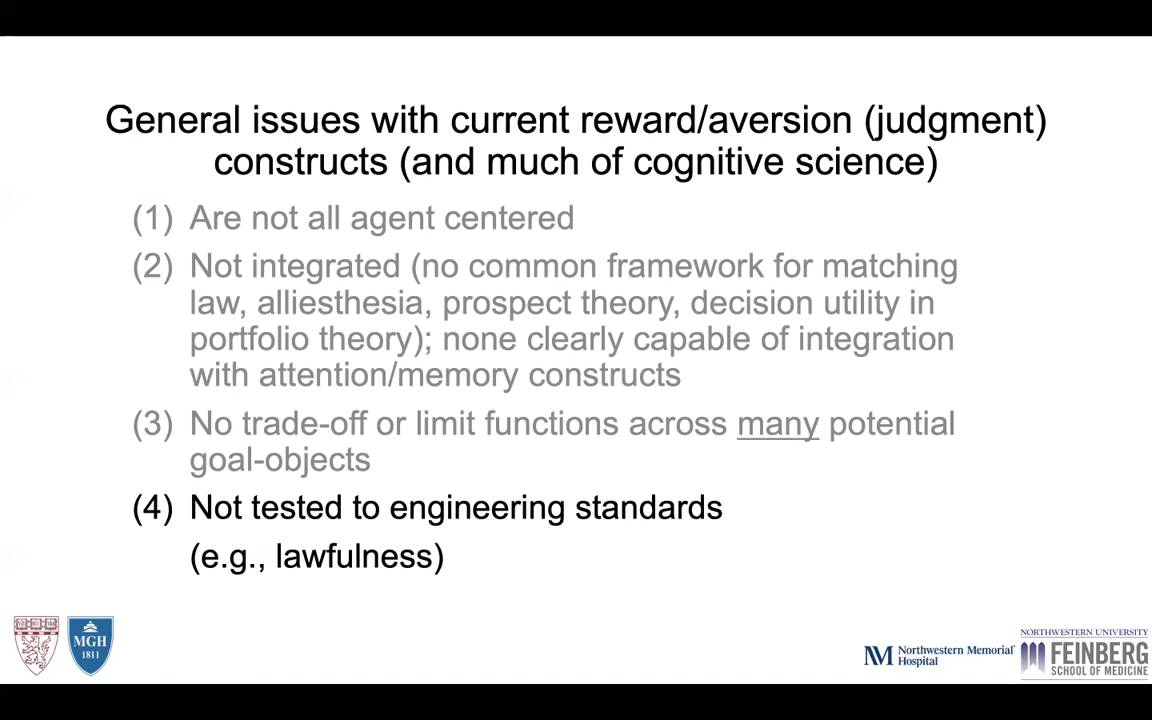 General issues with current reward/aversion (judgment)
constructs (and much of cognitive science)
(1) Are not all agent centered
(2) Not integrated (no common framework for matching
law, alliesthesia, prospect theory, decision utility in
portfolio theory); none clearly capable of integration
with attention/memory constructs
(3) No trade-off or limit functions across many potential
goal-objects
(4) Not tested to engineering standards
(e.g., lawfulness)
MGH
1811
NM Northwestern Memorial
Hospital
NORTHWESTERN UNIVERSITY
FEINBERG
SCHOOL OF MEDICINE